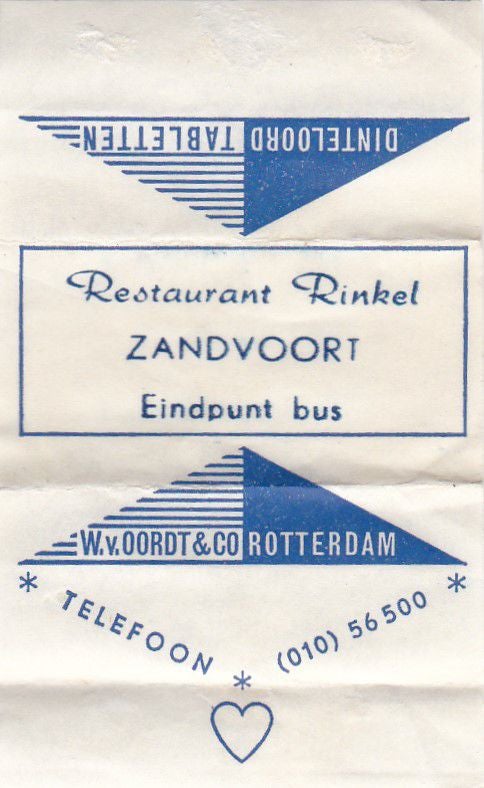 DINTELOORD TABLETTEN
Restaurant Rinkel
ZANDVOORT
Eindpunt bus
W.v.OORDT&CO ROTTERDAM
* TELEFOON * (010) 56500 *